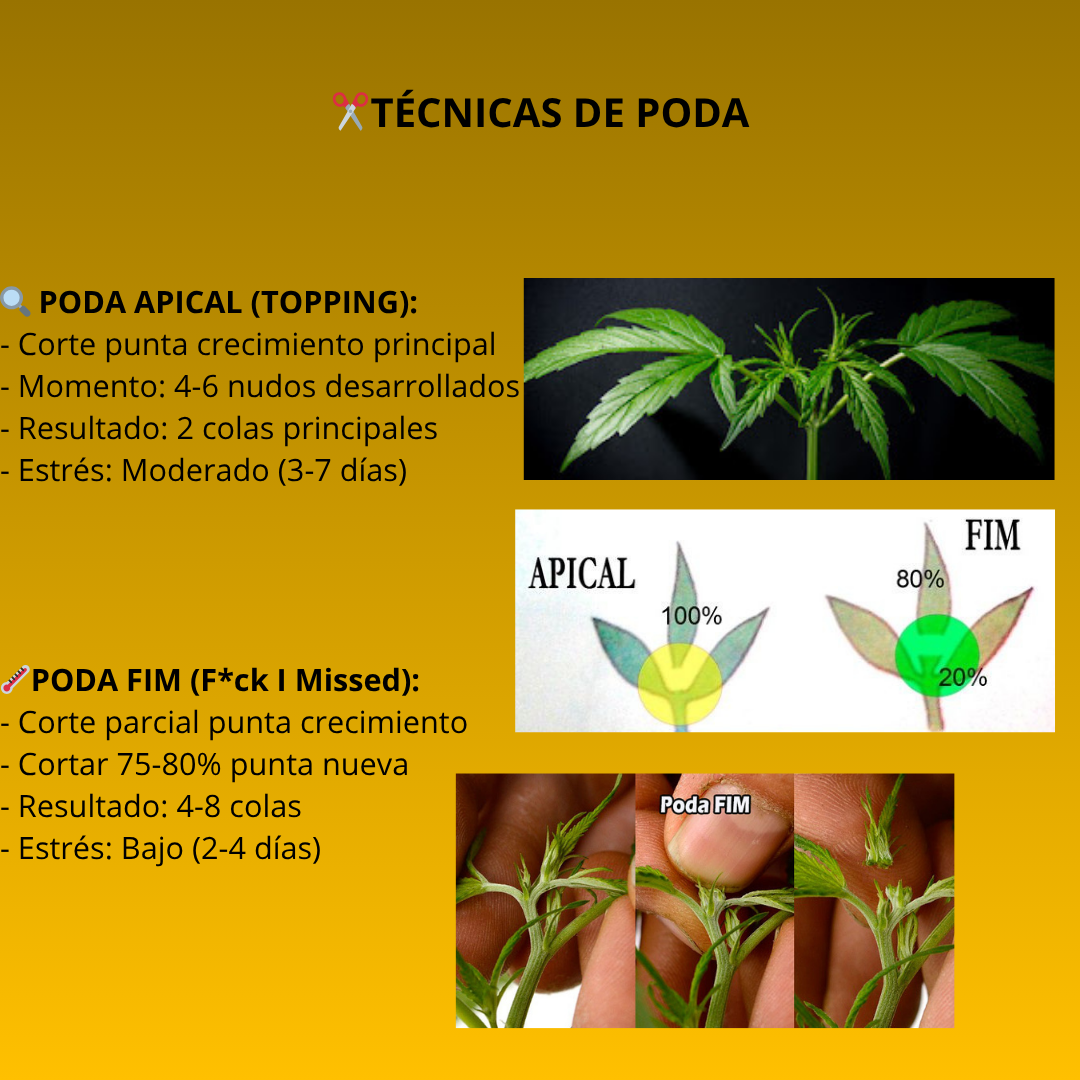 ✂️TÉCNICAS DE PODA
🔍 PODA APICAL (TOPPING):
- Corte punta crecimiento principal
- Momento: 4-6 nudos desarrollados
- Resultado: 2 colas principales
- Estrés: Moderado (3-7 días)
APICAL
100%
FIM
80%
20%
🌡️PODA FIM (F*ck I Missed):
- Corte parcial punta crecimiento
- Cortar 75-80% punta nueva
- Resultado: 4-8 colas
- Estrés: Bajo (2-4 días)
Poda FIM